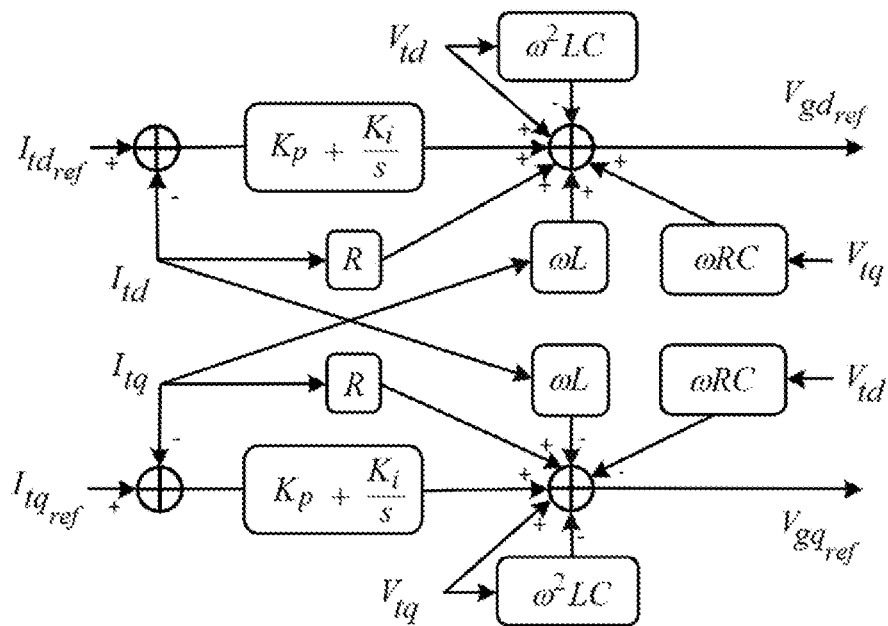 V_td
ω²LC
V_gd_ref
I_td_ref
+
-
K_p + K_i/s
+
+
-
+
+
+
I_td
R
ωL
ωRC
V_tq
I_tq
R
ωL
ωRC
V_td
-
+
-
I_tq_ref
+
K_p + K_i/s
+
-
+
-
V_gq_ref
V_tq
ω²LC